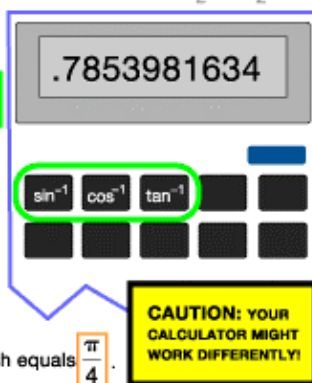 .7853981634
sin⁻¹ cos⁻¹ tan⁻¹
CAUTION: YOUR
CALCULATOR MIGHT
WORK DIFFERENTLY!
equals π/4 .